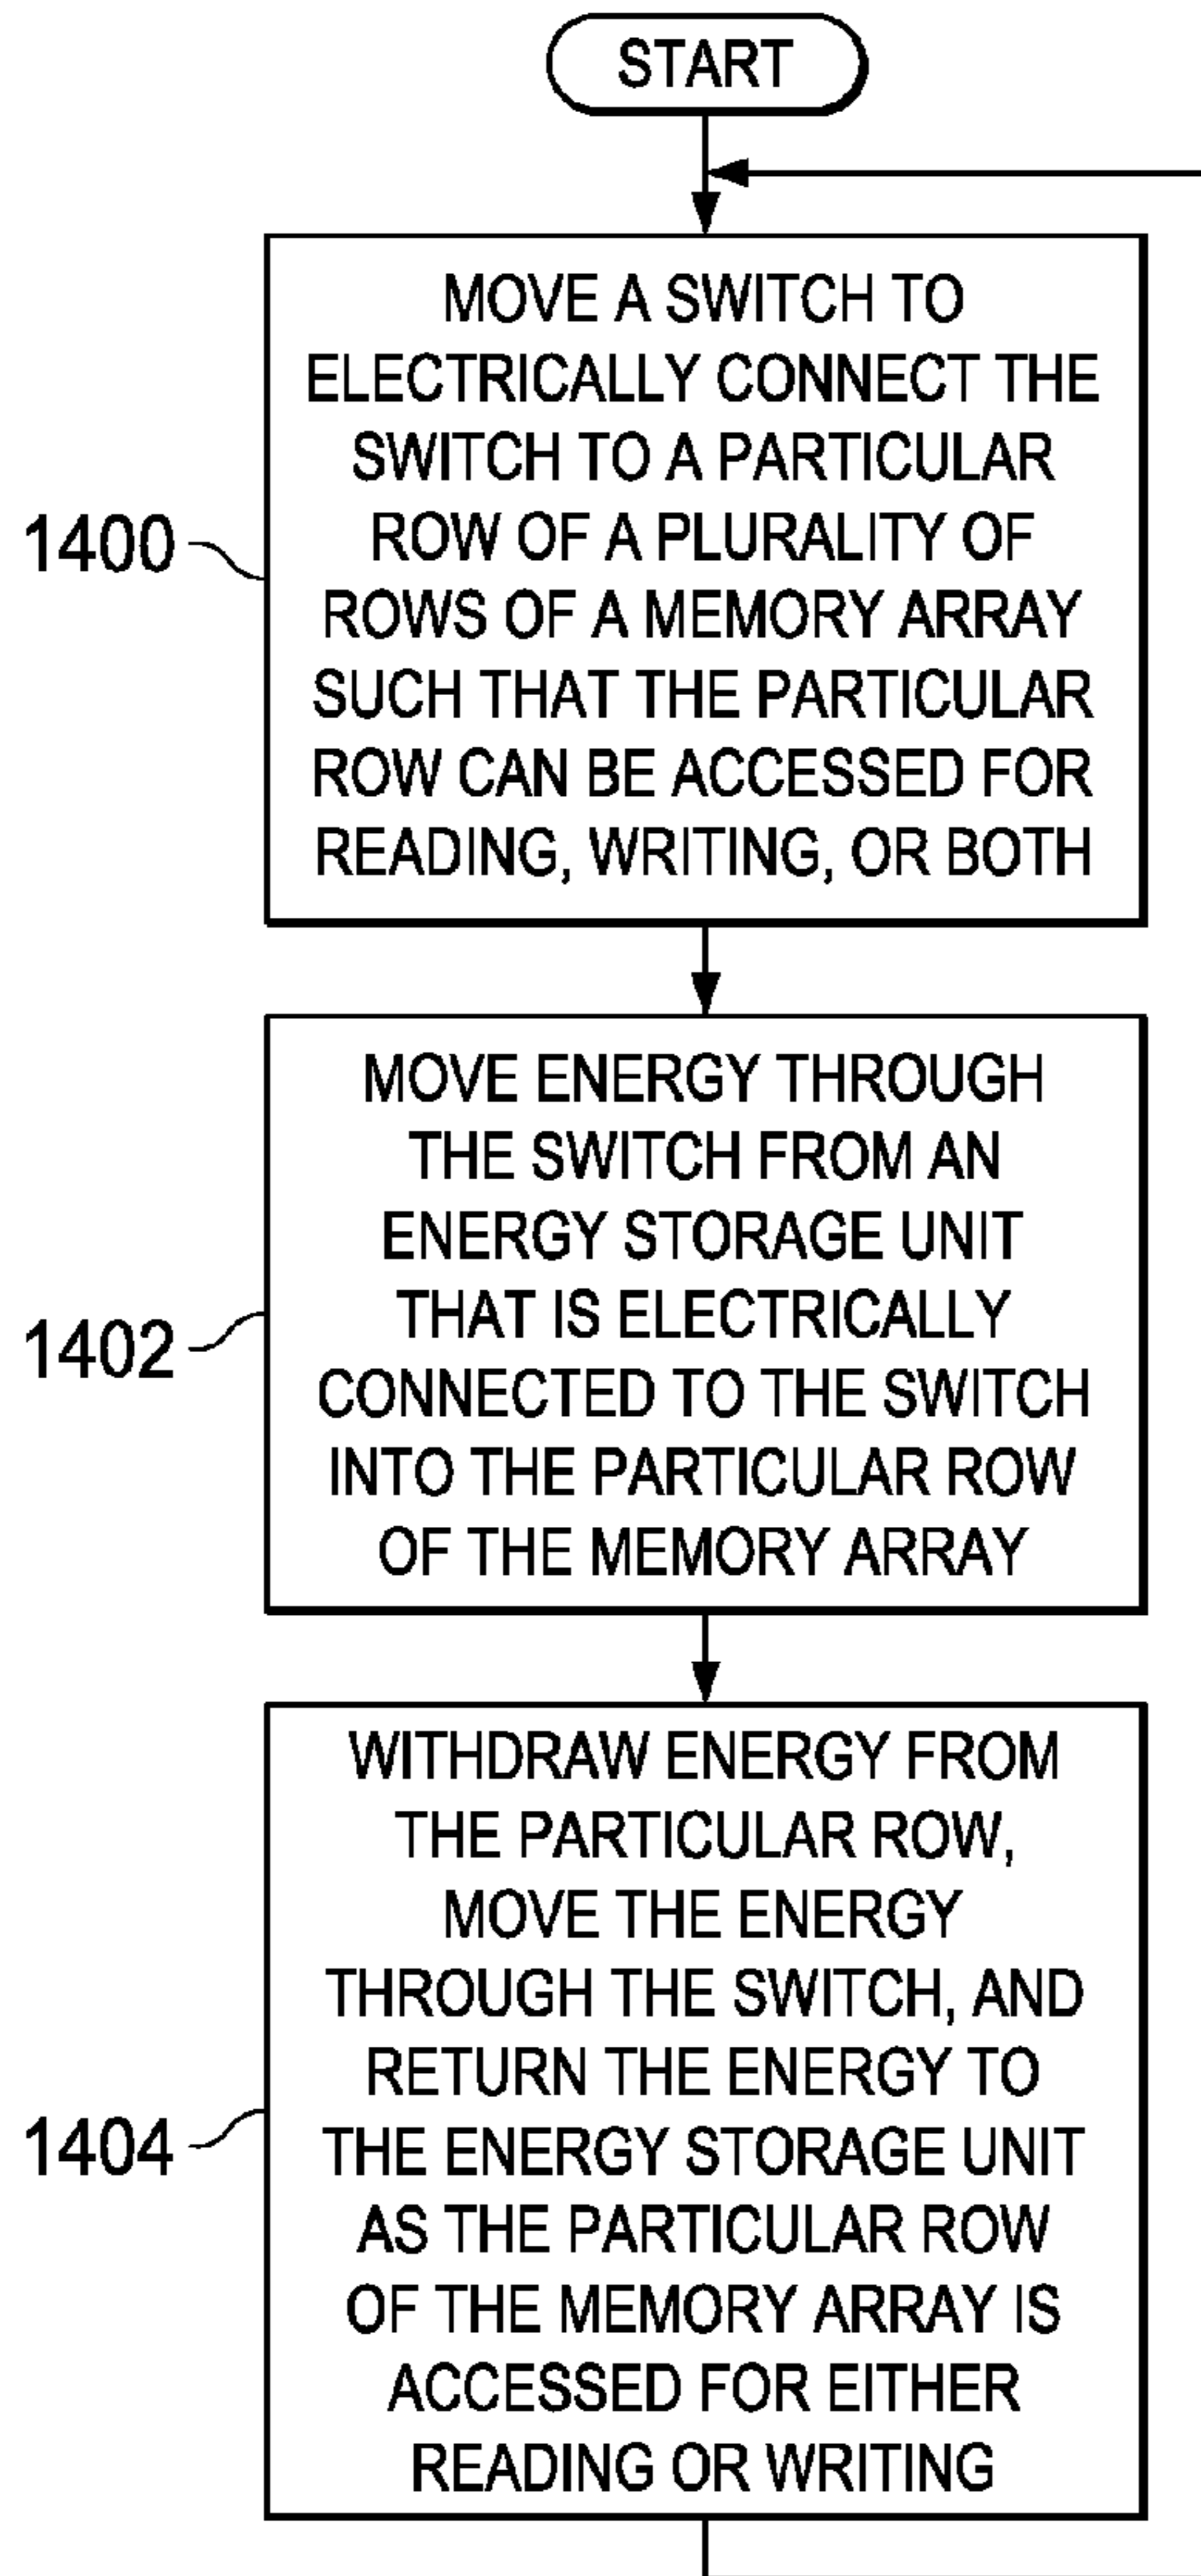 START
MOVE A SWITCH TO
ELECTRICALLY CONNECT THE
SWITCH TO A PARTICULAR
ROW OF A PLURALITY OF
ROWS OF A MEMORY ARRAY
SUCH THAT THE PARTICULAR
ROW CAN BE ACCESSED FOR
READING, WRITING, OR BOTH
1400
MOVE ENERGY THROUGH
THE SWITCH FROM AN
ENERGY STORAGE UNIT
THAT IS ELECTRICALLY
CONNECTED TO THE SWITCH
INTO THE PARTICULAR ROW
OF THE MEMORY ARRAY
1402
WITHDRAW ENERGY FROM
THE PARTICULAR ROW,
MOVE THE ENERGY
THROUGH THE SWITCH, AND
RETURN THE ENERGY TO
THE ENERGY STORAGE UNIT
AS THE PARTICULAR ROW
OF THE MEMORY ARRAY IS
ACCESSED FOR EITHER
READING OR WRITING
1404